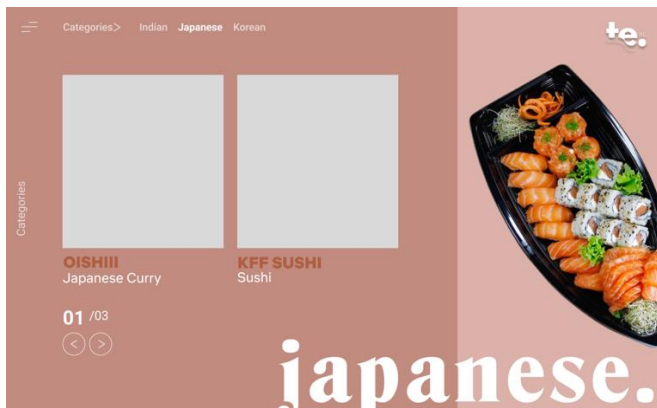 Categories> Indian Japanese Korean
te.
Categories
OISHIII
Japanese Curry
KFF SUSHI
Sushi
01 /03
< >
japanese.